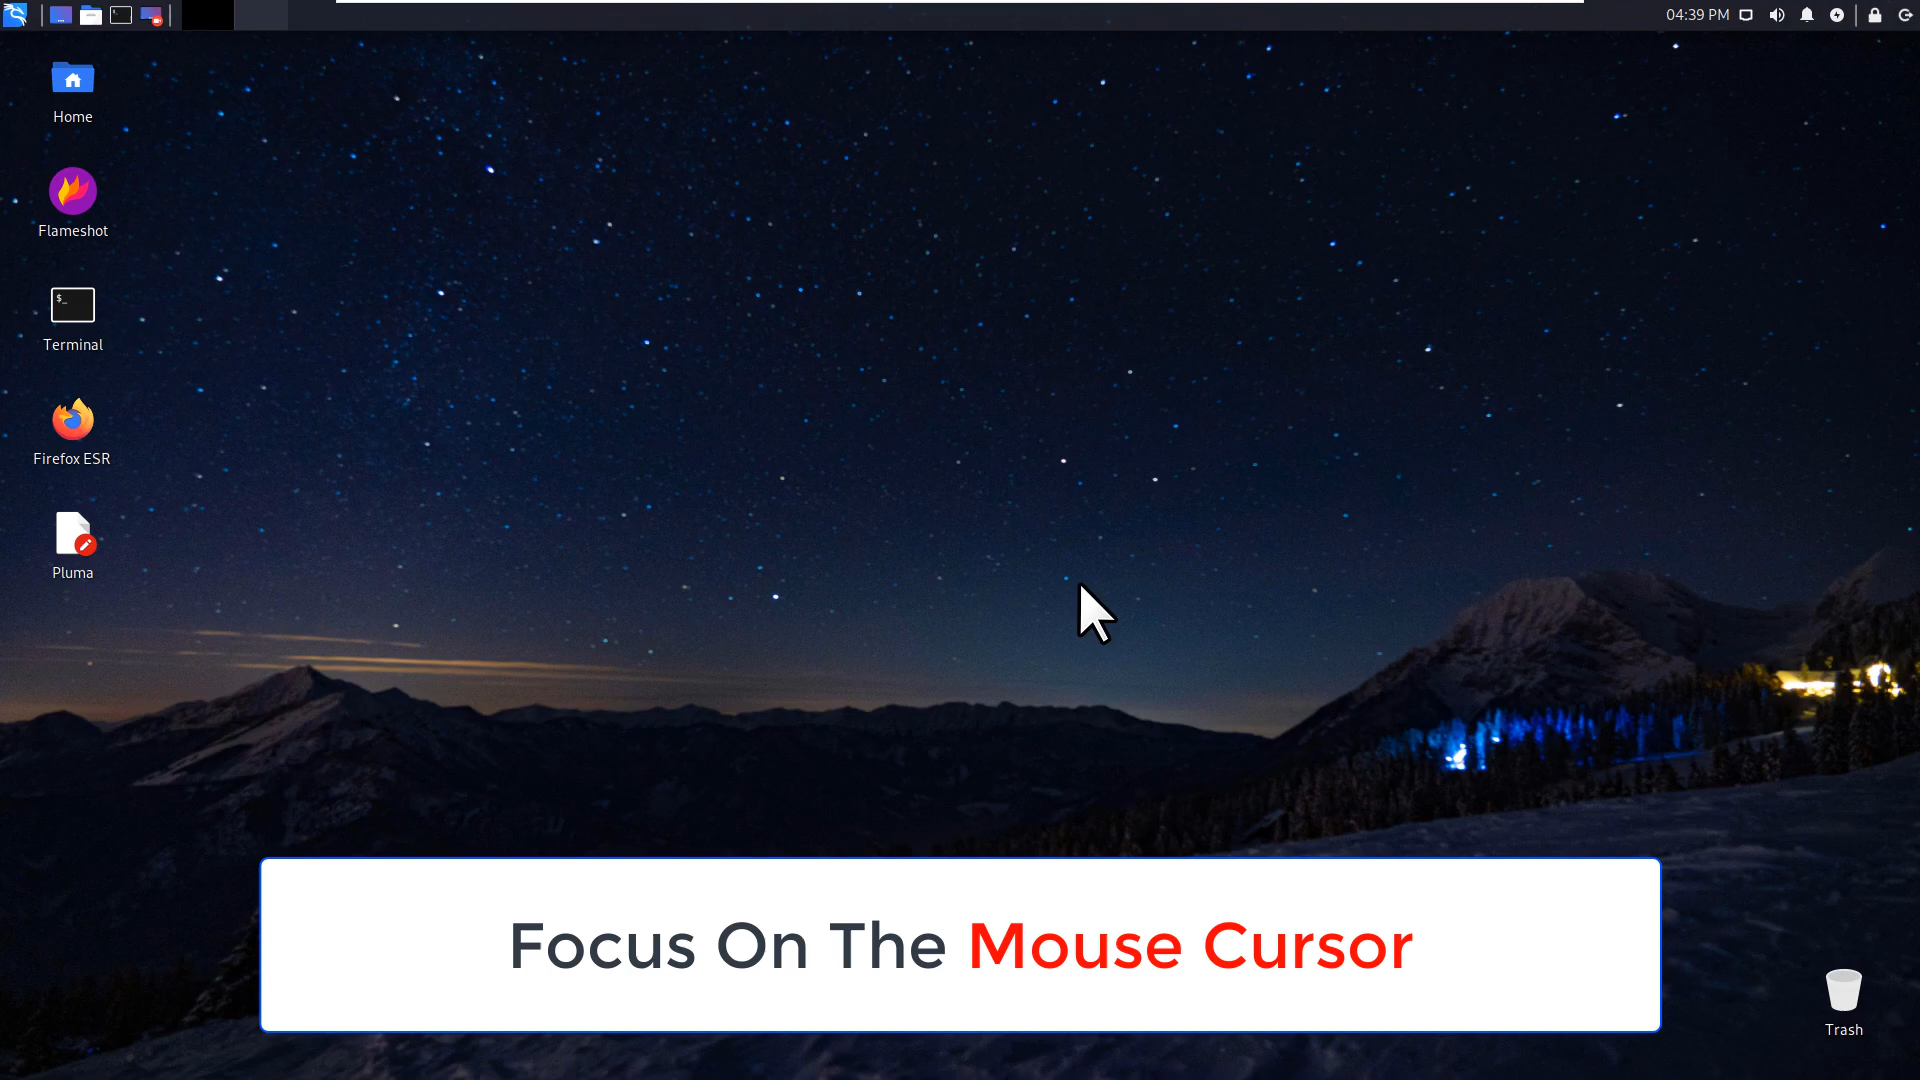 04:39 PM
Home
Flameshot
$_
Terminal
Firefox ESR
Pluma
Focus On The Mouse Cursor
Trash